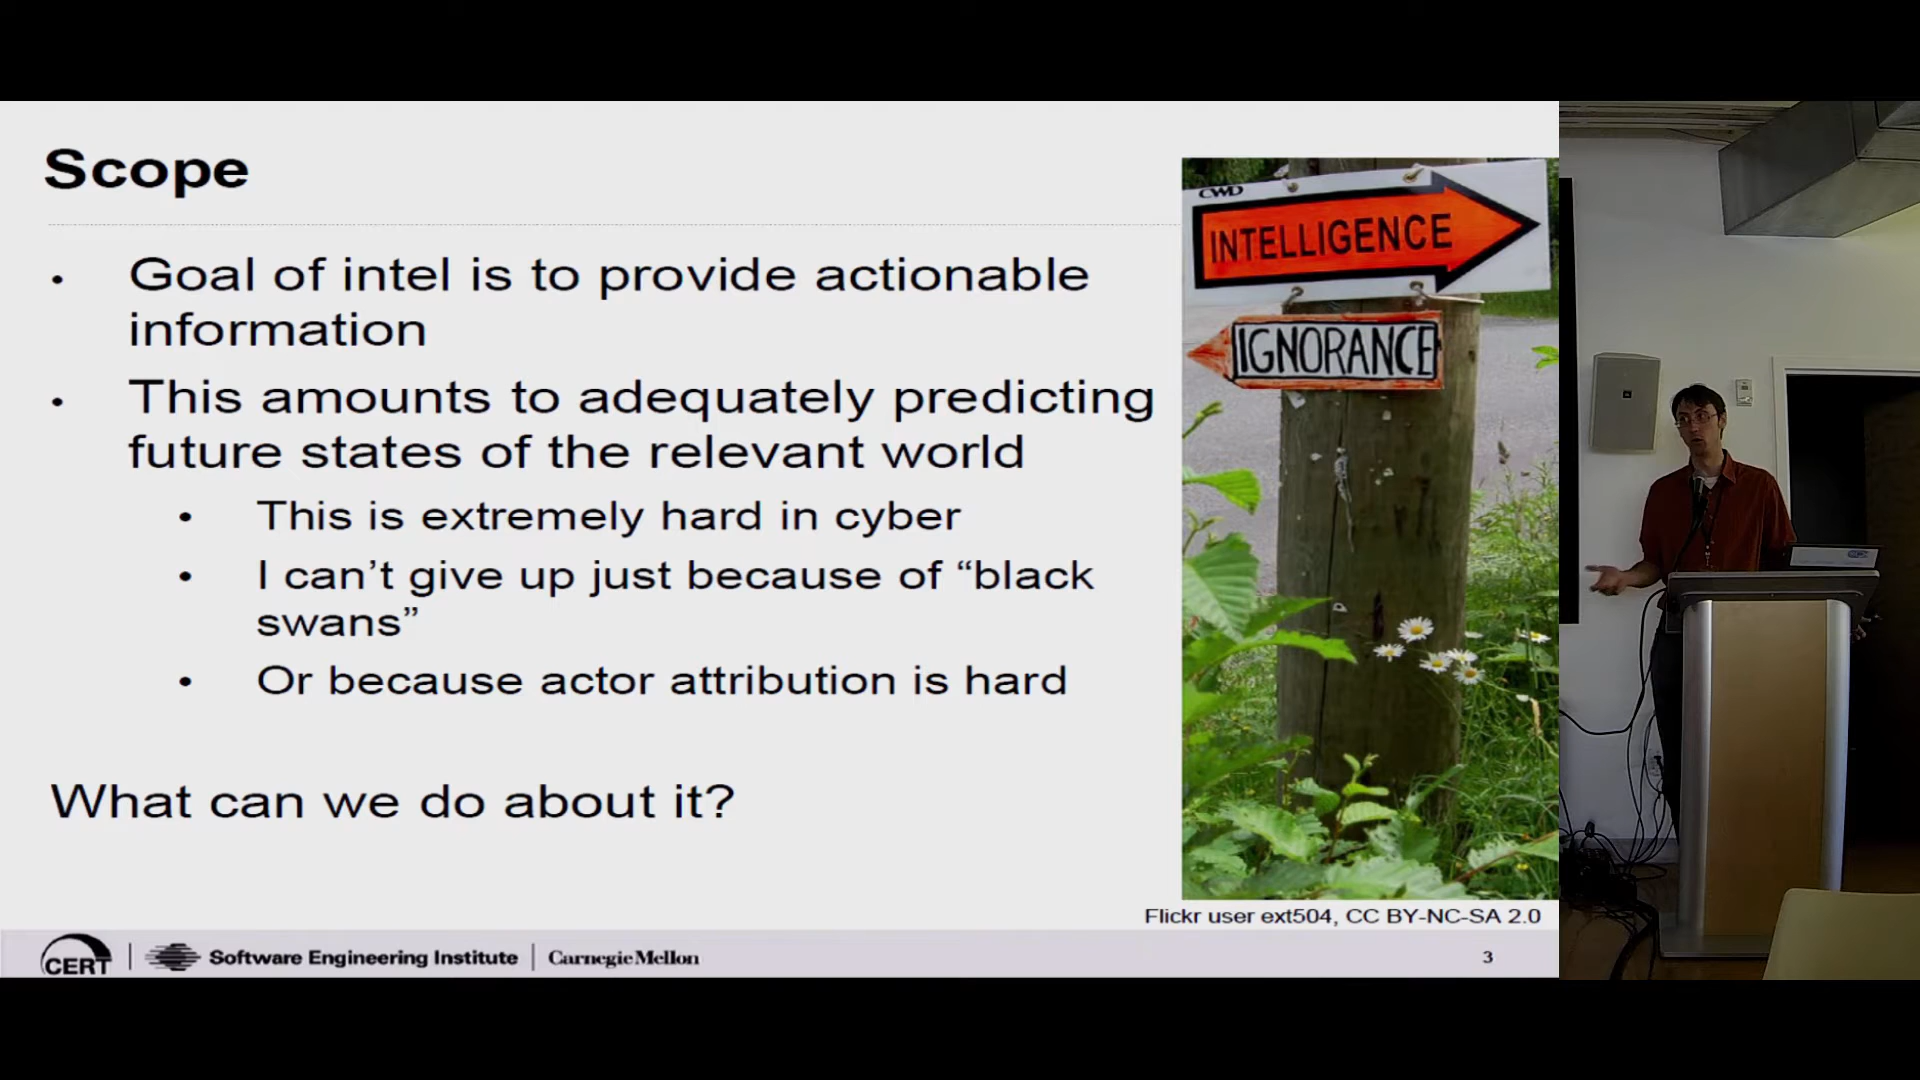 Scope
• Goal of intel is to provide actionable
information
• This amounts to adequately predicting
future states of the relevant world
• This is extremely hard in cyber
• I can’t give up just because of “black
swans”
• Or because actor attribution is hard
What can we do about it?
CWD
INTELLIGENCE
IGNORANCE
Flickr user ext504, CC BY-NC-SA 2.0
CERT | Software Engineering Institute | Carnegie Mellon
3